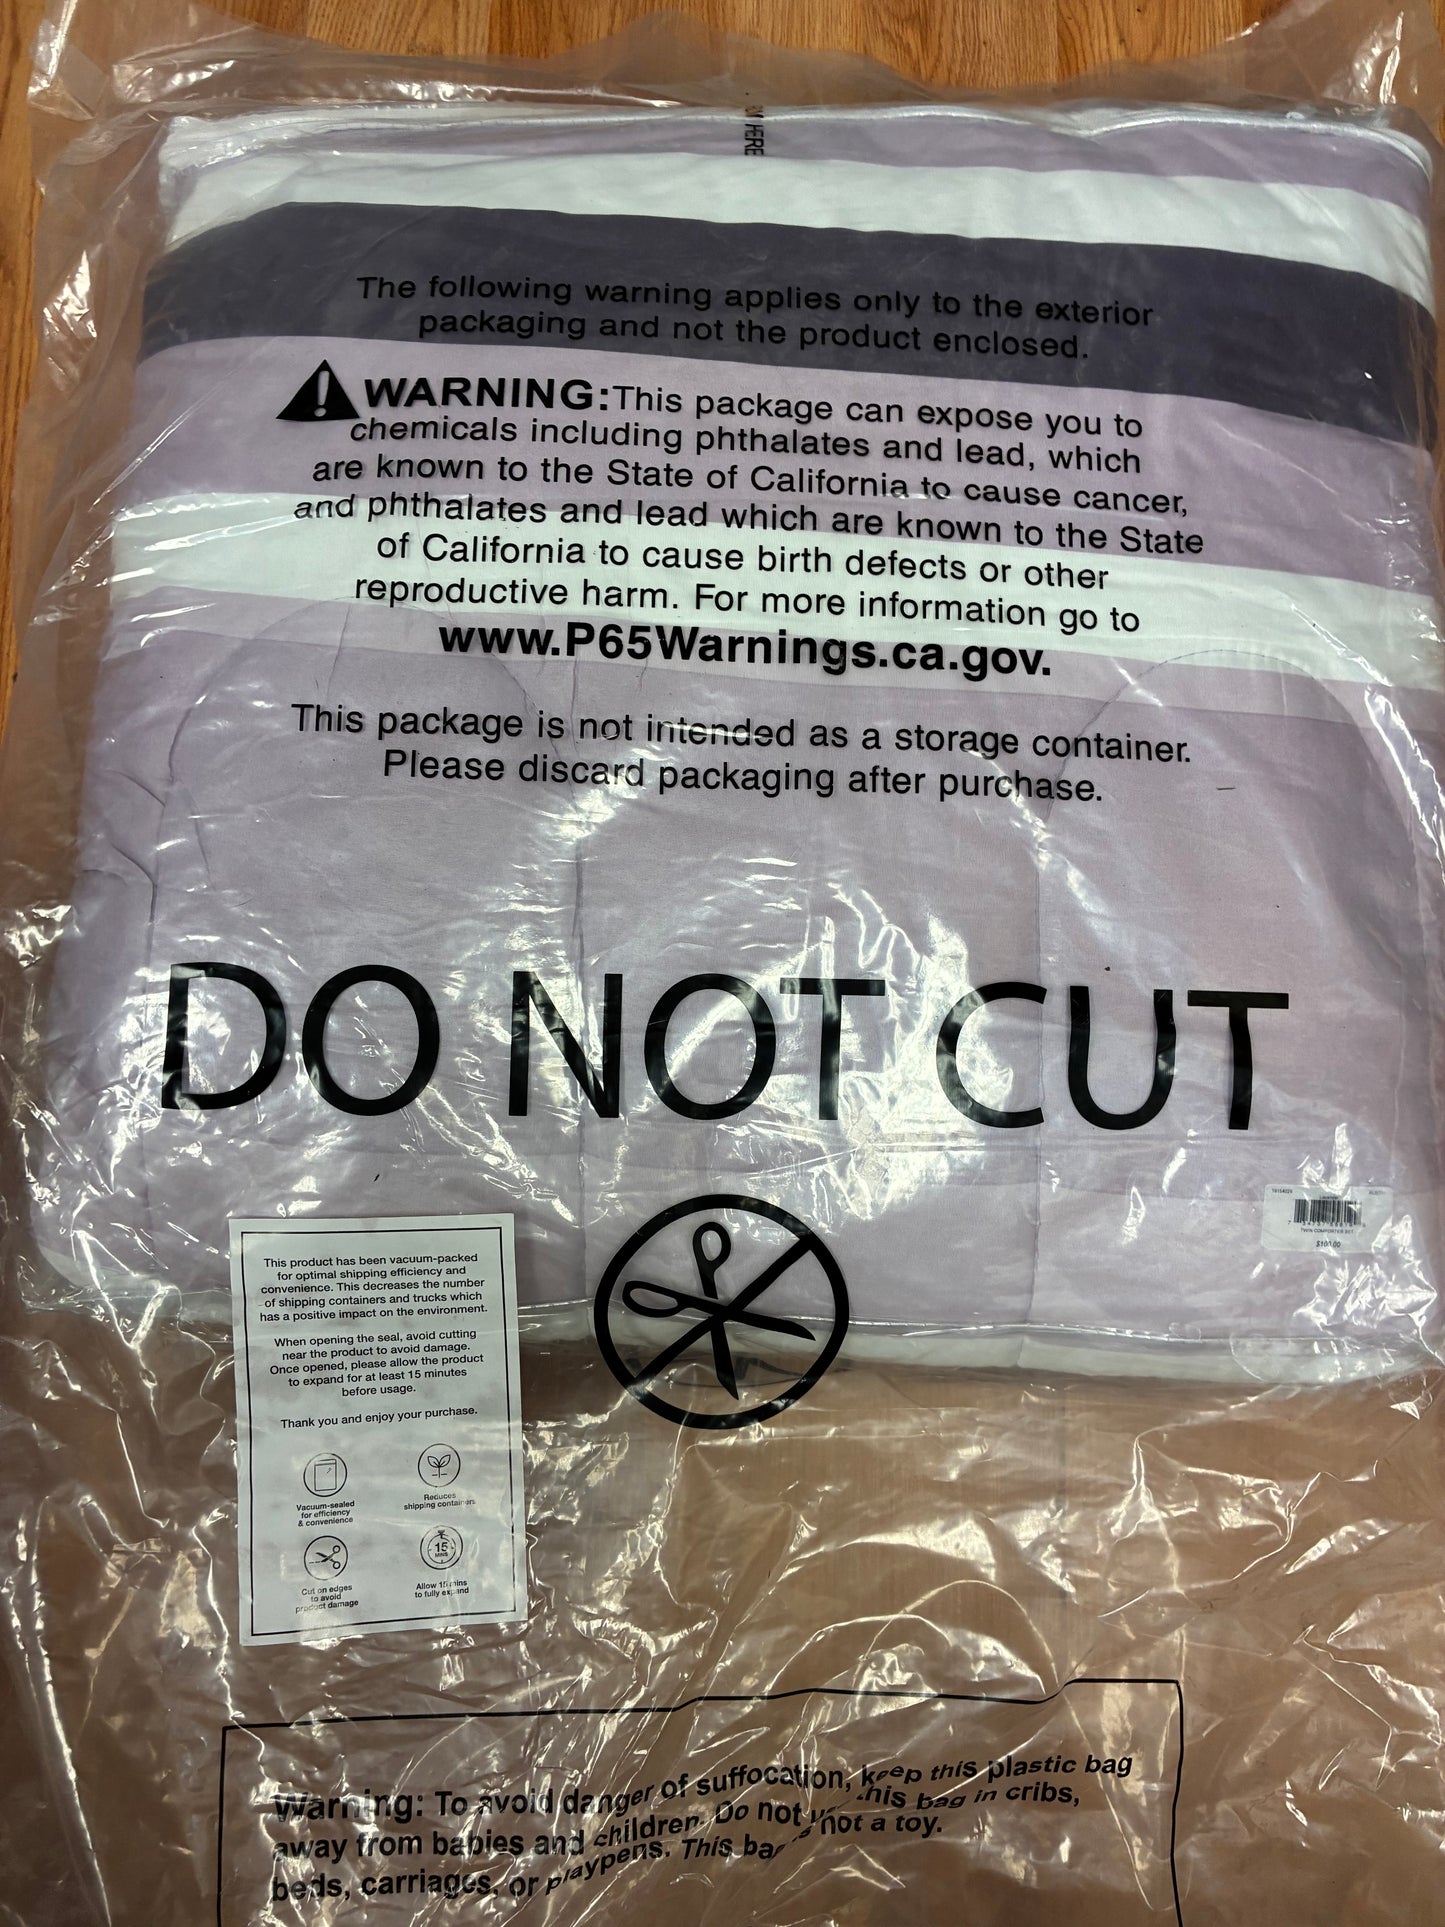 HERE
The following warning applies only to the exterior
packaging and not the product enclosed.
WARNING: This package can expose you to
chemicals including phthalates and lead, which
are known to the State of California to cause cancer,
and phthalates and lead which are known to the State
of California to cause birth defects or other
reproductive harm. For more information go to
www.P65Warnings.ca.gov.
This package is not intended as a storage container.
Please discard packaging after purchase.
DO NOT CUT
TWIN COMFORTER SET
$100.00
This product has been vacuum-packed
for optimal shipping efficiency and
convenience. This decreases the number
of shipping containers and trucks which
has a positive impact on the environment.
When opening the seal, avoid cutting
near the product to avoid damage.
Once opened, please allow the product
to expand for at least 15 minutes
before usage.
Thank you and enjoy your purchase.
Vacuum-sealed
for efficiency
& convenience
Reduces
shipping containers
Cut on edges
to avoid
product damage
15
MINS
Allow 15 mins
to fully expand
Warning: To avoid danger of suffocation, keep this plastic bag
away from babies and children. Do not use this bag in cribs,
beds, carriages, or playpens. This bag is not a toy.